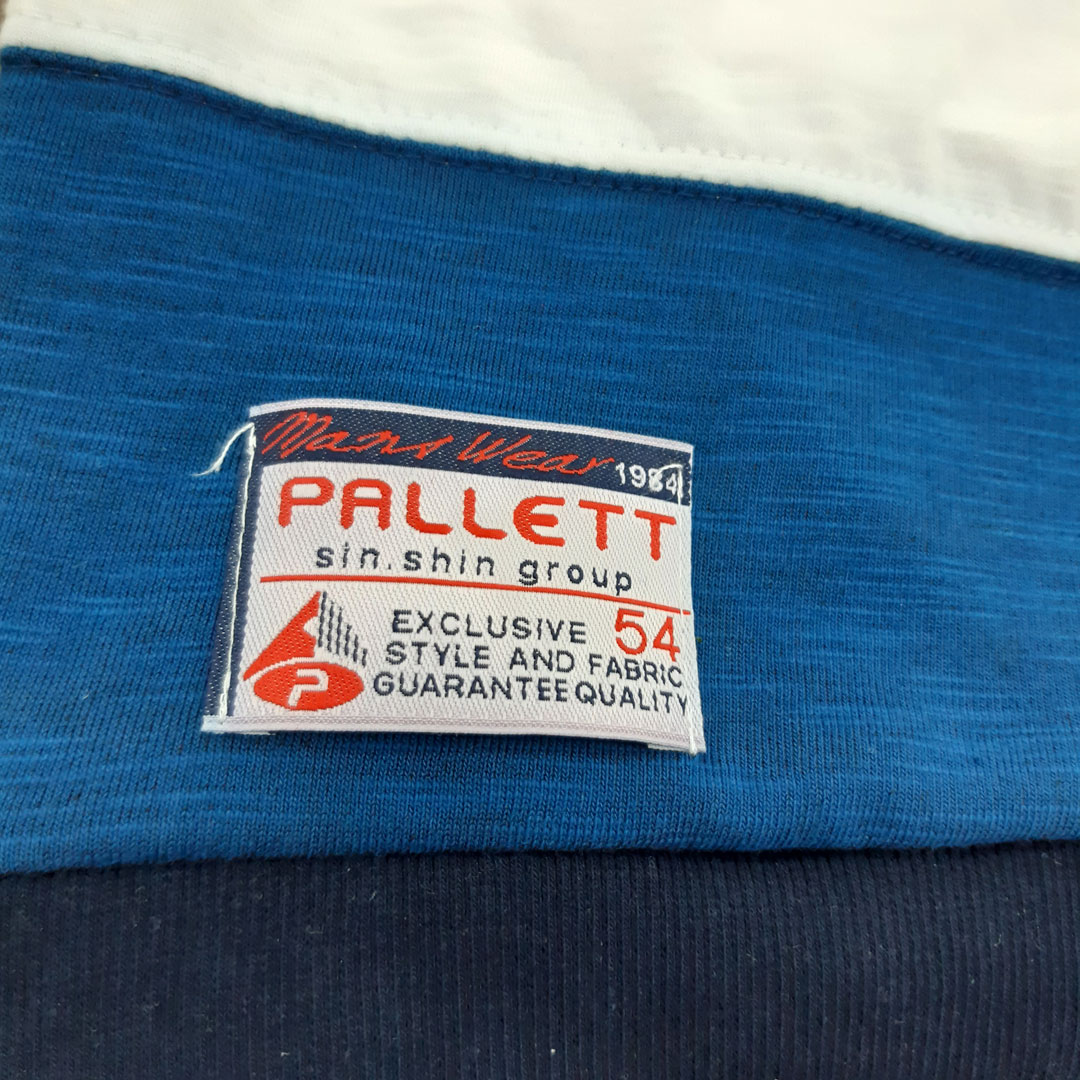 Mans Wear 1984
PALLETT
sin.shin group
54
EXCLUSIVE
STYLE AND FABRIC
GUARANTEE QUALITY
P